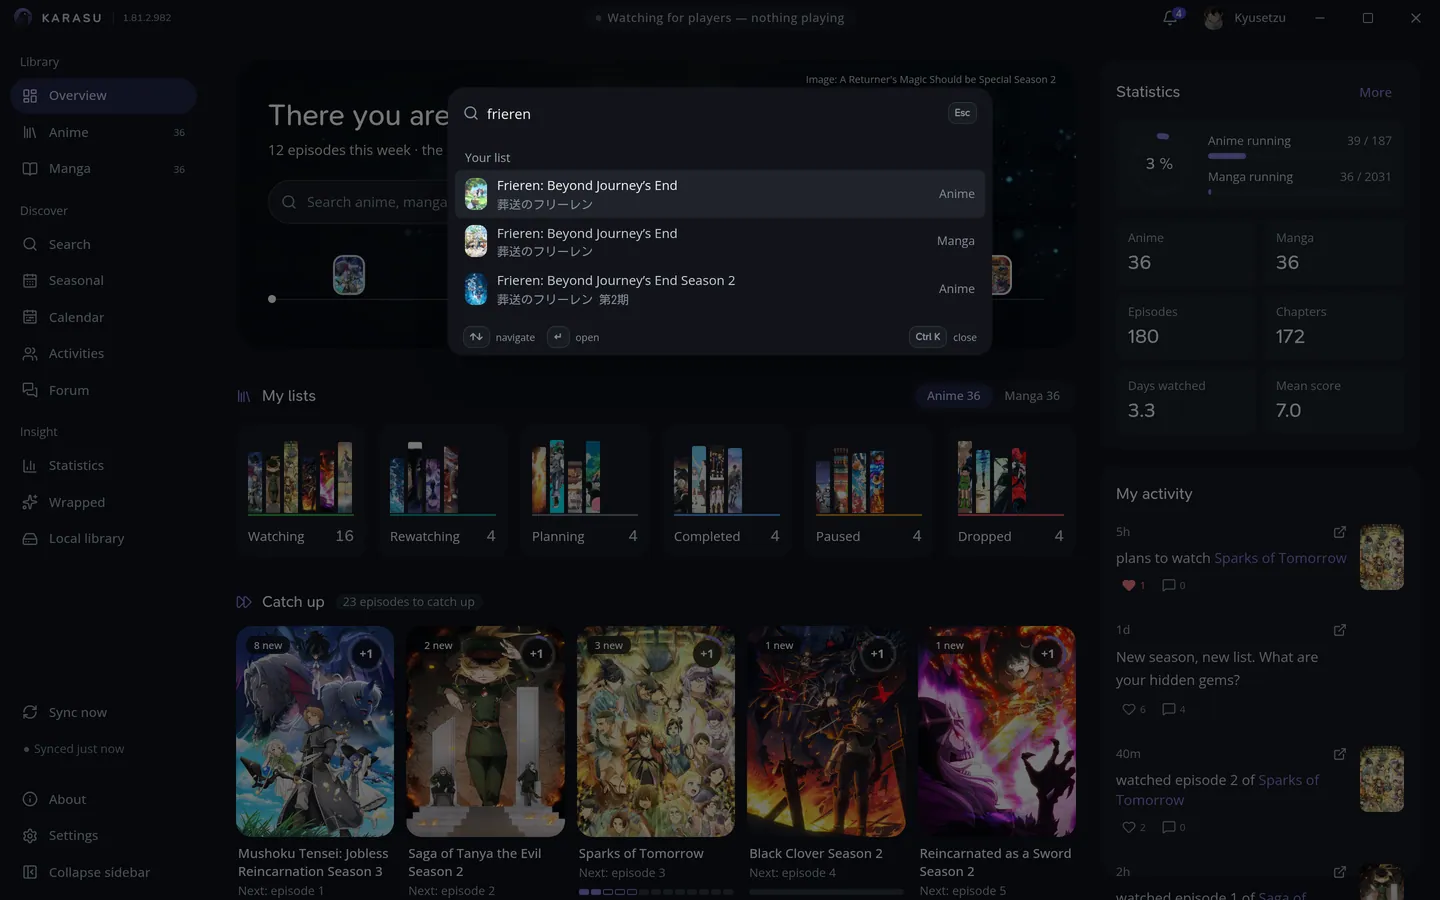 KARASU
1.81.2.982
Watching for players — nothing playing
4
Kyusetzu
Library
Overview
Anime 36
Manga 36
Discover
Search
Seasonal
Calendar
Activities
Forum
Insight
Statistics
Wrapped
Local library
Sync now
Synced just now
About
Settings
Collapse sidebar
Image: A Returner's Magic Should be Special Season 2
There you are
12 episodes this week · the
Search anime, manga
frieren
Esc
Your list
Frieren: Beyond Journey's End
葬送のフリーレン
Anime
Frieren: Beyond Journey's End
葬送のフリーレン
Manga
Frieren: Beyond Journey's End Season 2
葬送のフリーレン 第2期
Anime
navigate
open
Ctrl K close
My lists
Anime 36
Manga 36
Watching 16
Rewatching 4
Planning 4
Completed 4
Paused 4
Dropped 4
Catch up
23 episodes to catch up
8 new
+1
2 new
+1
3 new
+1
1 new
+1
1 new
+1
Mushoku Tensei: Jobless
Reincarnation Season 3
Next: episode 1
Saga of Tanya the Evil
Season 2
Next: episode 2
Sparks of Tomorrow
Next: episode 3
Black Clover Season 2
Next: episode 4
Reincarnated as a Sword
Season 2
Next: episode 5
Statistics
More
3 %
Anime running 39 / 187
Manga running 36 / 2031
Anime
36
Manga
36
Episodes
180
Chapters
172
Days watched
3.3
Mean score
7.0
My activity
5h
plans to watch Sparks of Tomorrow
1 0
1d
New season, new list. What are
your hidden gems?
6 4
40m
watched episode 2 of Sparks of
Tomorrow
2 0
2h
watched episode 1 of Saga of